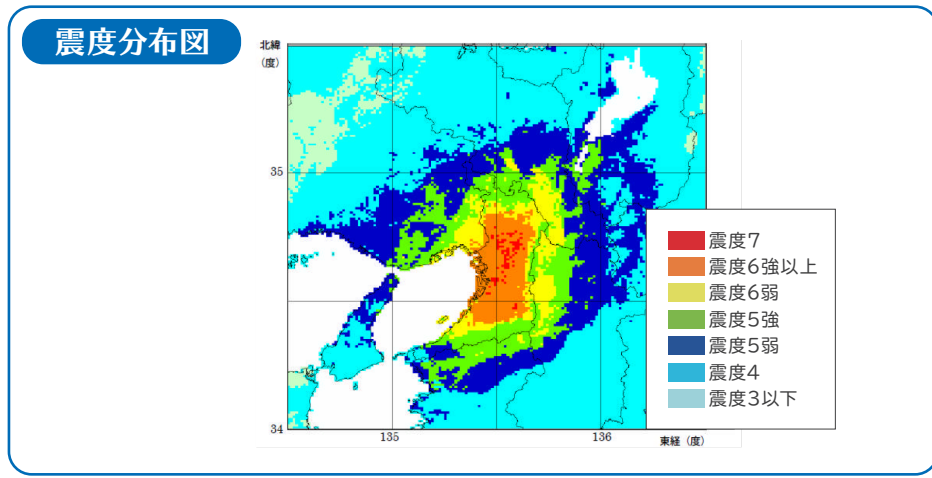 震度分布図
北緯
(度)
35
34
135
136
東経(度)
震度7
震度6強以上
震度6弱
震度5強
震度5弱
震度4
震度3以下